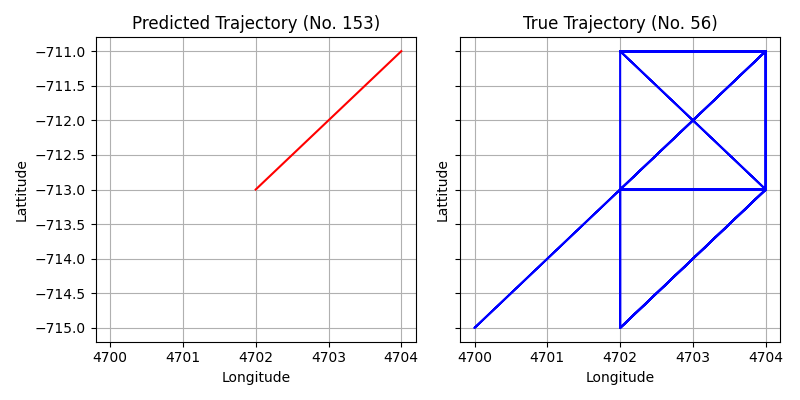 Predicted Trajectory (No. 153)
True Trajectory (No. 56)
−711.0
−711.5
−712.0
−712.5
−713.0
−713.5
−714.0
−714.5
−715.0
Lattitude
4700 4701 4702 4703 4704
Longitude
Lattitude
4700 4701 4702 4703 4704
Longitude